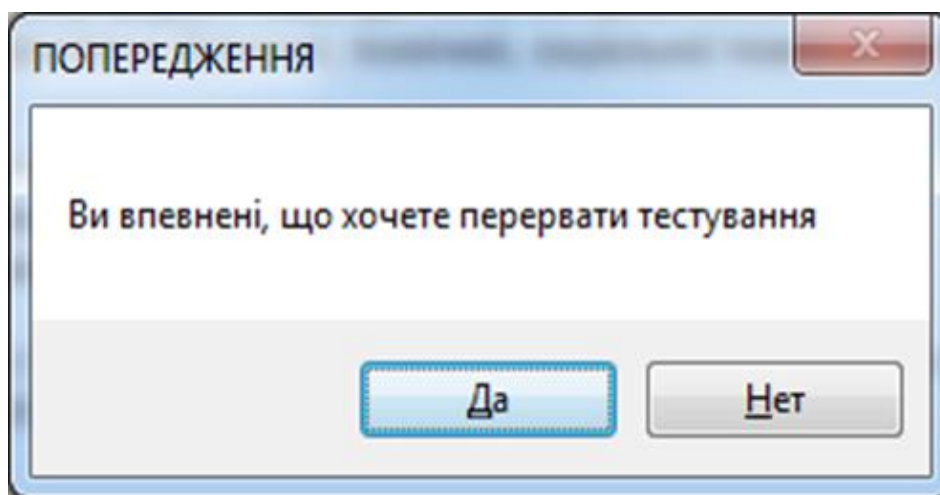 ПОПЕРЕДЖЕННЯ
Ви впевнені, що хочете перервати тестування
Да
Нет